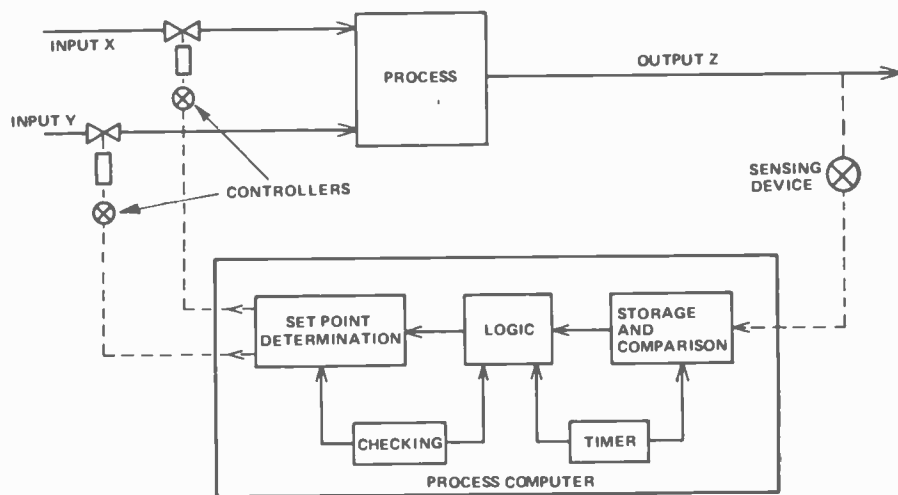 INPUT X
PROCESS
OUTPUT Z
INPUT Y
CONTROLLERS
SENSING
DEVICE
SET POINT
DETERMINATION
LOGIC
STORAGE
AND
COMPARISON
CHECKING
TIMER
PROCESS COMPUTER